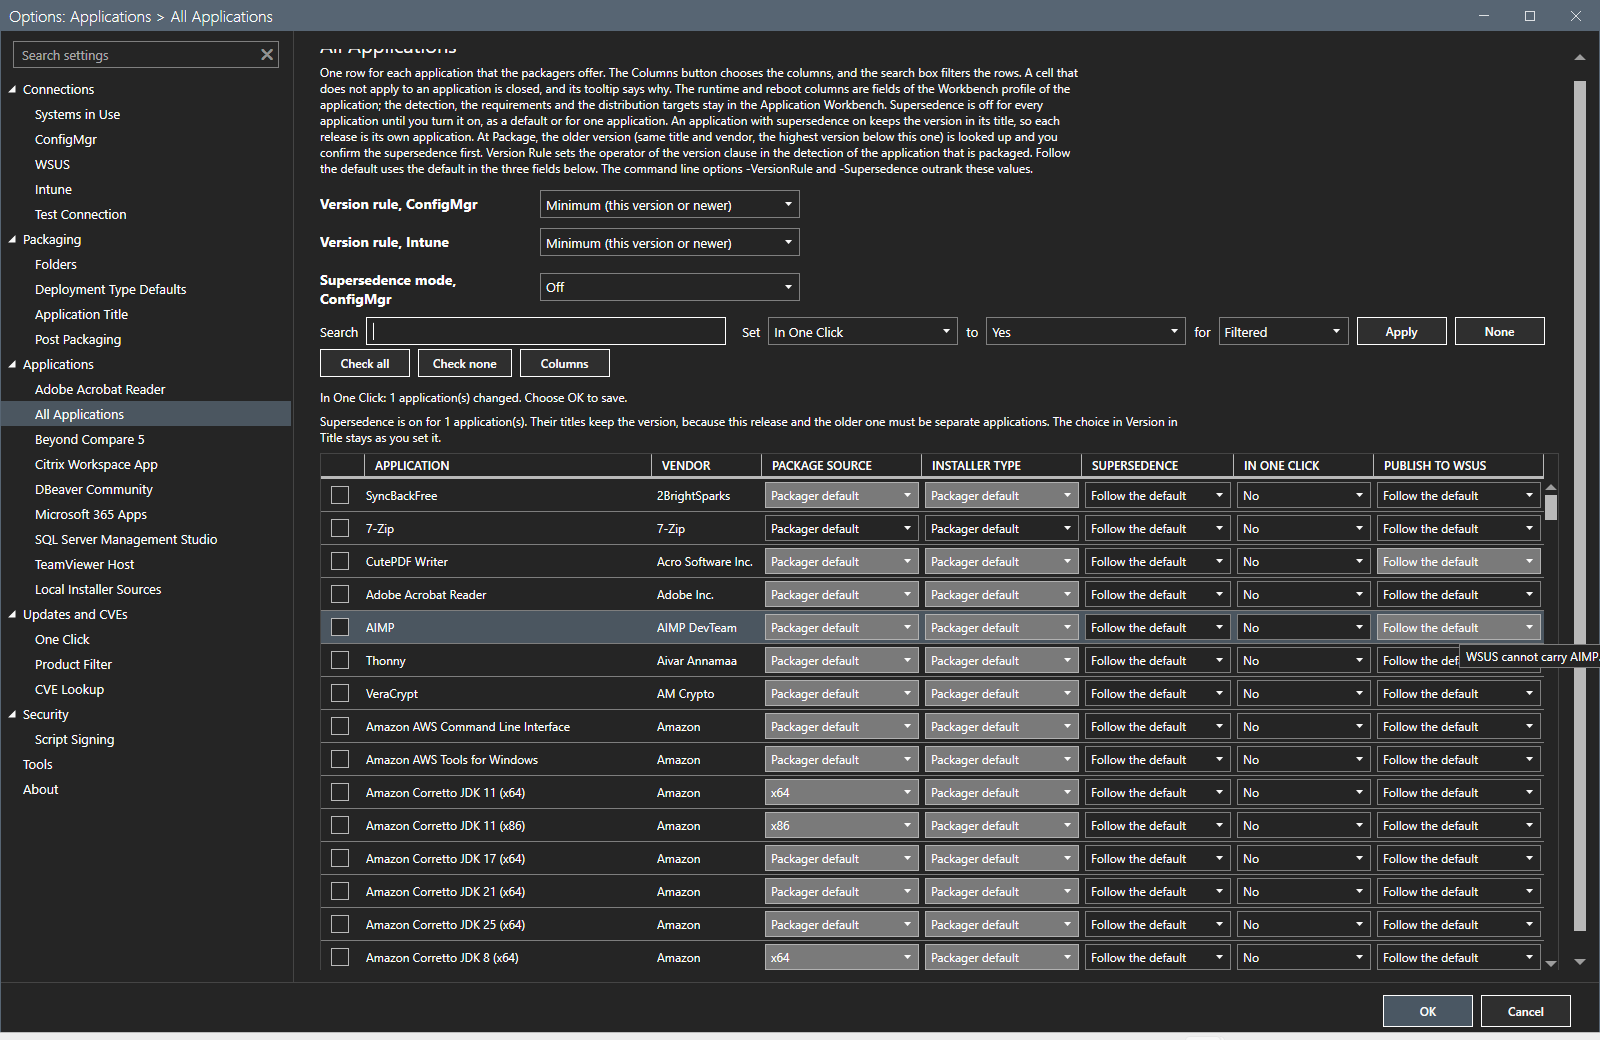 Options: Applications > All Applications
Search settings
Connections
Systems in Use
ConfigMgr
WSUS
Intune
Test Connection
Packaging
Folders
Deployment Type Defaults
Application Title
Post Packaging
Applications
Adobe Acrobat Reader
All Applications
Beyond Compare 5
Citrix Workspace App
DBeaver Community
Microsoft 365 Apps
SQL Server Management Studio
TeamViewer Host
Local Installer Sources
Updates and CVEs
One Click
Product Filter
CVE Lookup
Security
Script Signing
Tools
About
All Applications
One row for each application that the packagers offer. The Columns button chooses the columns, and the search box filters the rows. A cell that
does not apply to an application is closed, and its tooltip says why. The runtime and reboot columns are fields of the Workbench profile of the
application; the detection, the requirements and the distribution targets stay in the Application Workbench. Supersedence is off for every
application until you turn it on, as a default or for one application. An application with supersedence on keeps the version in its title, so each
release is its own application. At Package, the older version (same title and vendor, the highest version below this one) is looked up and you
confirm the supersedence first. Version Rule sets the operator of the version clause in the detection of the application that is packaged. Follow
the default uses the default in the three fields below. The command line options -VersionRule and -Supersedence outrank these values.
Version rule, ConfigMgr Minimum (this version or newer)
Version rule, Intune Minimum (this version or newer)
Supersedence mode,
ConfigMgr Off
Search Set In One Click to Yes for Filtered Apply None
Check all Check none Columns
In One Click: 1 application(s) changed. Choose OK to save.
Supersedence is on for 1 application(s). Their titles keep the version, because this release and the older one must be separate applications. The choice in Version in
Title stays as you set it.
APPLICATION VENDOR PACKAGE SOURCE INSTALLER TYPE SUPERSEDENCE IN ONE CLICK PUBLISH TO WSUS
SyncBackFree 2BrightSparks Packager default Packager default Follow the default No Follow the default
7-Zip 7-Zip Packager default Packager default Follow the default No Follow the default
CutePDF Writer Acro Software Inc. Packager default Packager default Follow the default No Follow the default
Adobe Acrobat Reader Adobe Inc. Packager default Packager default Follow the default No Follow the default
AIMP AIMP DevTeam Packager default Packager default Follow the default No Follow the default
Thonny Aivar Annamaa Packager default Packager default Follow the default No Follow the def
WSUS cannot carry AIMP.
VeraCrypt AM Crypto Packager default Packager default Follow the default No Follow the default
Amazon AWS Command Line Interface Amazon Packager default Packager default Follow the default No Follow the default
Amazon AWS Tools for Windows Amazon Packager default Packager default Follow the default No Follow the default
Amazon Corretto JDK 11 (x64) Amazon x64 Packager default Follow the default No Follow the default
Amazon Corretto JDK 11 (x86) Amazon x86 Packager default Follow the default No Follow the default
Amazon Corretto JDK 17 (x64) Amazon Packager default Packager default Follow the default No Follow the default
Amazon Corretto JDK 21 (x64) Amazon Packager default Packager default Follow the default No Follow the default
Amazon Corretto JDK 25 (x64) Amazon Packager default Packager default Follow the default No Follow the default
Amazon Corretto JDK 8 (x64) Amazon x64 Packager default Follow the default No Follow the default
OK Cancel